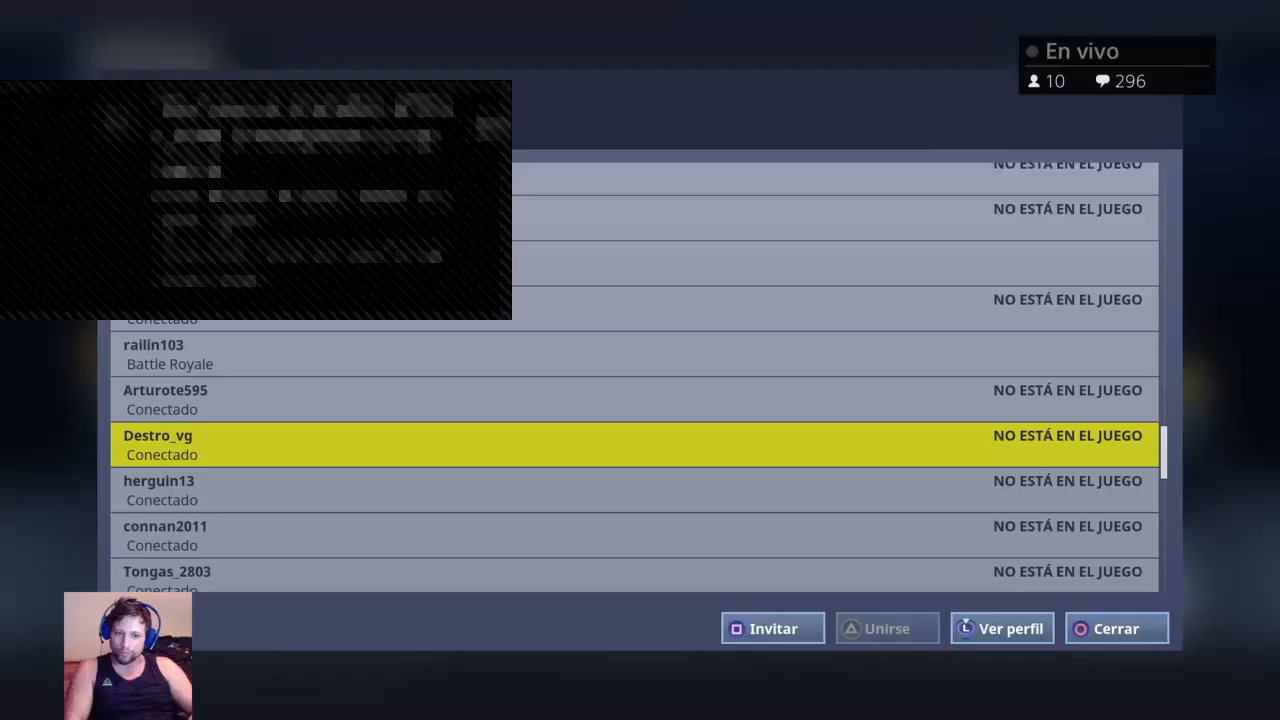 En vivo
10 296
NO ESTÁ EN EL JUEGO
NO ESTÁ EN EL JUEGO
NO ESTÁ EN EL JUEGO
Conectado
railin103
Battle Royale
Arturote595 NO ESTÁ EN EL JUEGO
Conectado
Destro_vg NO ESTÁ EN EL JUEGO
Conectado
herguin13 NO ESTÁ EN EL JUEGO
Conectado
connan2011 NO ESTÁ EN EL JUEGO
Conectado
Tongas_2803 NO ESTÁ EN EL JUEGO
Conectado
Invitar Unirse Ver perfil Cerrar